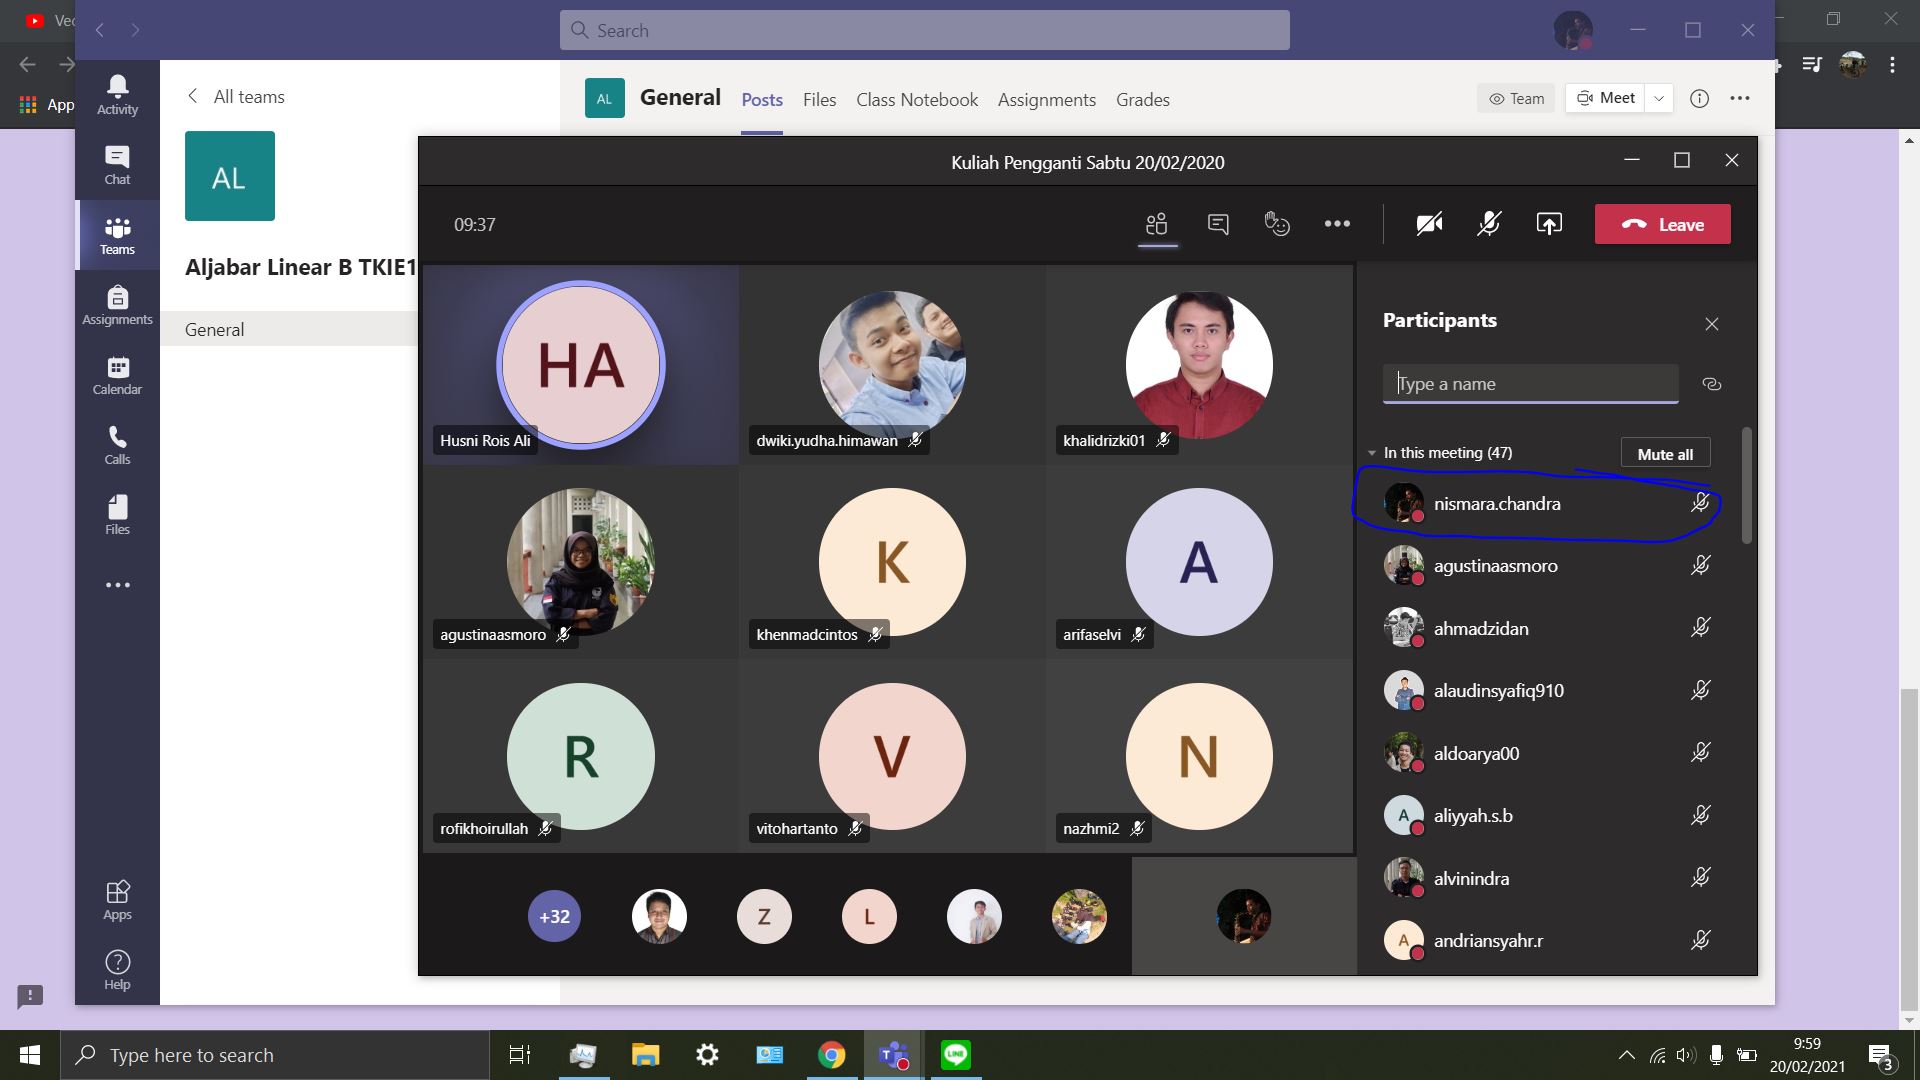 Search
App
Activity
Chat
Teams
Assignments
Calendar
Calls
Files
Apps
Help
All teams
AL
Aljabar Linear B TKIE1
General
AL
General
Posts
Files
Class Notebook
Assignments
Grades
Team
Meet
Kuliah Pengganti Sabtu 20/02/2020
09:37
Leave
HA
Husni Rois Ali
dwiki.yudha.himawan
khalidrizki01
agustinaasmoro
K
khenmadcintos
A
arifaselvi
R
rofikhoirullah
V
vitohartanto
N
nazhmi2
+32
Z
L
Participants
Type a name
In this meeting (47)
Mute all
nismara.chandra
agustinaasmoro
ahmadzidan
alaudinsyafiq910
aldoarya00
A
aliyyah.s.b
alvinindra
A
andriansyahr.r
Type here to search
LINE
9:59
20/02/2021
3